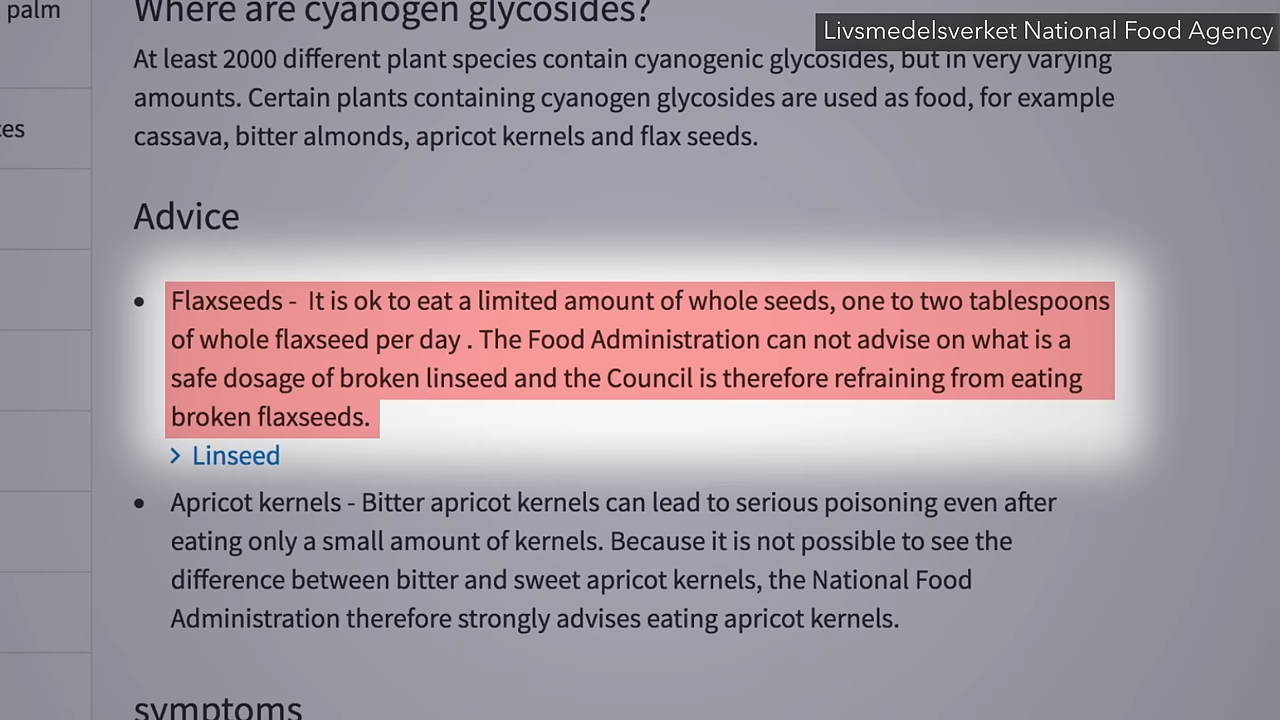 palm
Where are cyanogen glycosides?
Livsmedelsverket National Food Agency
At least 2000 different plant species contain cyanogenic glycosides, but in very varying
amounts. Certain plants containing cyanogen glycosides are used as food, for example
cassava, bitter almonds, apricot kernels and flax seeds.
Advice
• Flaxseeds - It is ok to eat a limited amount of whole seeds, one to two tablespoons
of whole flaxseed per day . The Food Administration can not advise on what is a
safe dosage of broken linseed and the Council is therefore refraining from eating
broken flaxseeds.
> Linseed
• Apricot kernels - Bitter apricot kernels can lead to serious poisoning even after
eating only a small amount of kernels. Because it is not possible to see the
difference between bitter and sweet apricot kernels, the National Food
Administration therefore strongly advises eating apricot kernels.
symptoms